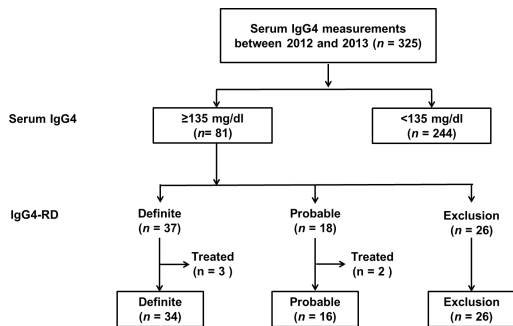 Serum IgG4 measurements
between 2012 and 2013 (n = 325)
Serum IgG4
≥135 mg/dl
(n= 81)
<135 mg/dl
(n = 244)
IgG4-RD
Definite
(n = 37)
Probable
(n = 18)
Exclusion
(n = 26)
Treated
(n = 3 )
Treated
(n = 2 )
Definite
(n = 34)
Probable
(n = 16)
Exclusion
(n = 26)